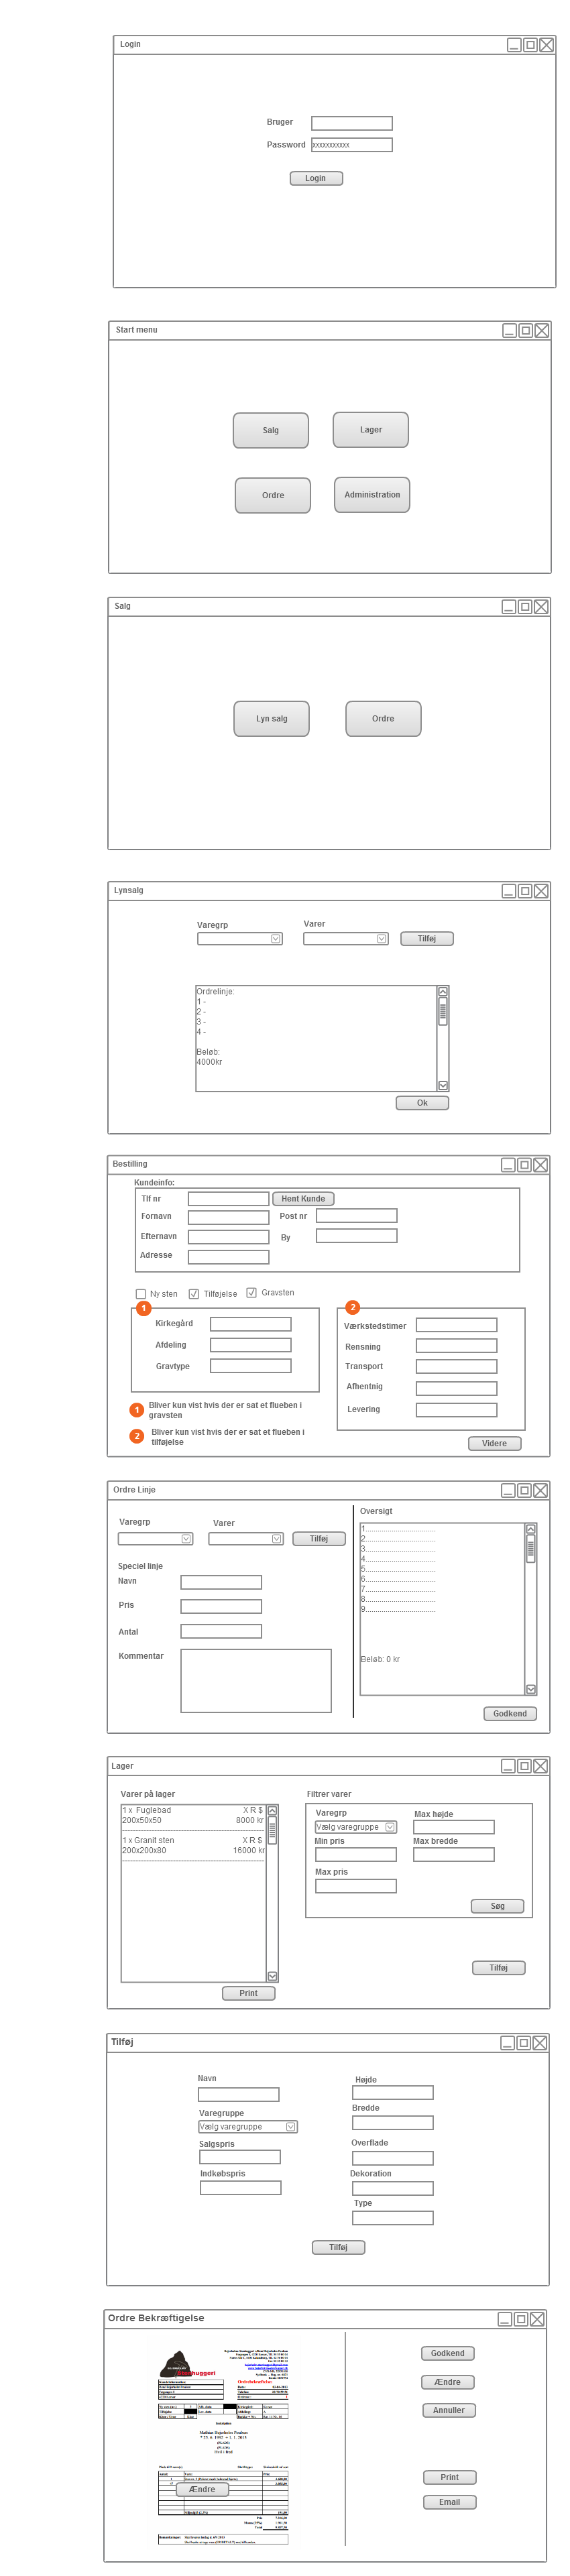 Login
Bruger
Password xxxxxxxxxxx
Login
Start menu
Salg
Lager
Ordre
Administration
Salg
Lyn salg
Ordre
Lynsalg
Varegrp
Varer
Tilføj
Ordrelinje:
1 -
2 -
3 -
4 -
Beløb:
4000kr
Ok
Bestilling
Kundeinfo:
Tlf nr
Hent Kunde
Fornavn
Post nr
Efternavn
By
Adresse
Ny sten
Tilføjelse
Gravsten
1
Kirkegård
Afdeling
Gravtype
2
Værkstedstimer
Rensning
Transport
Afhentnig
Levering
1 Bliver kun vist hvis der er sat et flueben i
gravsten
2 Bliver kun vist hvis der er sat et flueben i
tilføjelse
Videre
Ordre Linje
Varegrp
Varer
Tilføj
Speciel linje
Navn
Pris
Antal
Kommentar
Oversigt
1................................
2................................
3................................
4................................
5................................
6................................
7................................
8................................
9................................
Beløb: 0 kr
Godkend
Lager
Varer på lager
1 x Fuglebad X R $
200x50x50 8000 kr
1 x Granit sten X R $
200x200x80 16000 kr
Print
Filtrer varer
Varegrp
Vælg varegruppe
Max højde
Min pris
Max bredde
Max pris
Søg
Tilføj
Tilføj
Navn
Varegruppe
Vælg varegruppe
Salgspris
Indkøbspris
Højde
Bredde
Overflade
Dekoration
Type
Tilføj
Ordre Bekræftigelse
Ændre
Godkend
Ændre
Annuller
Print
Email